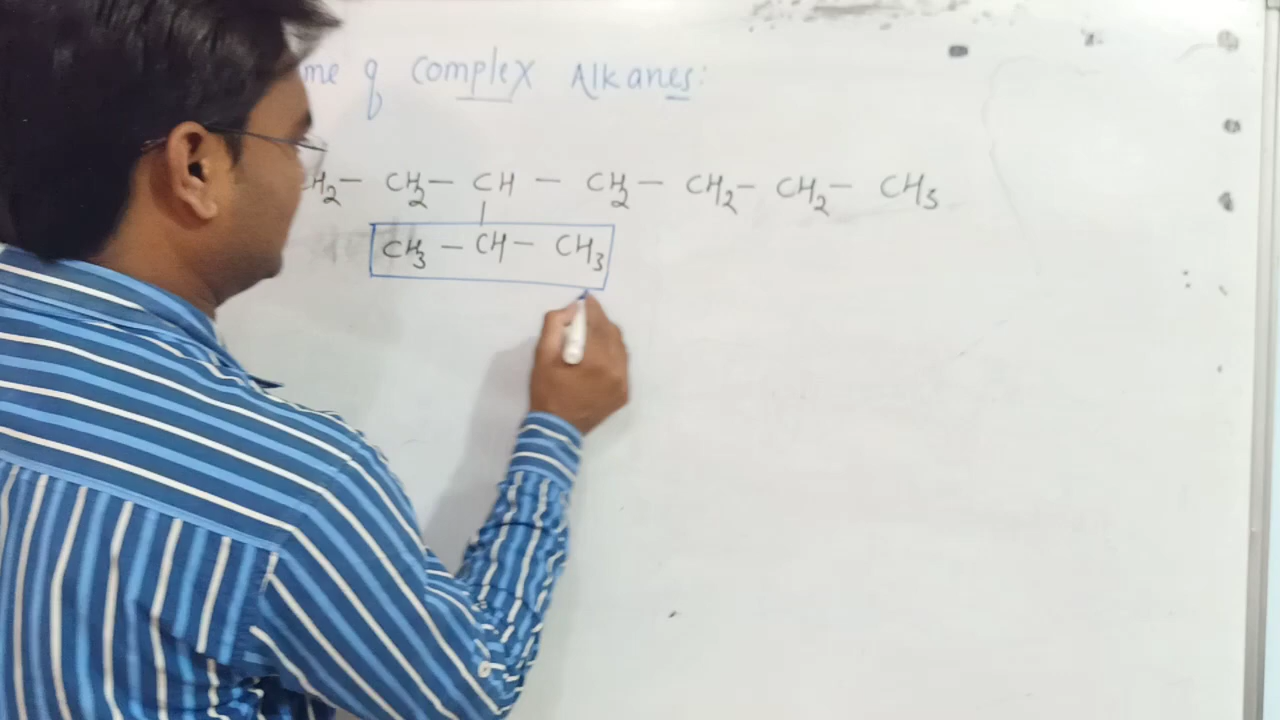 me of Complex Alkanes:
H2 — CH2 — CH — CH2 — CH2 — CH2 — CH3
|
CH3 — CH — CH3